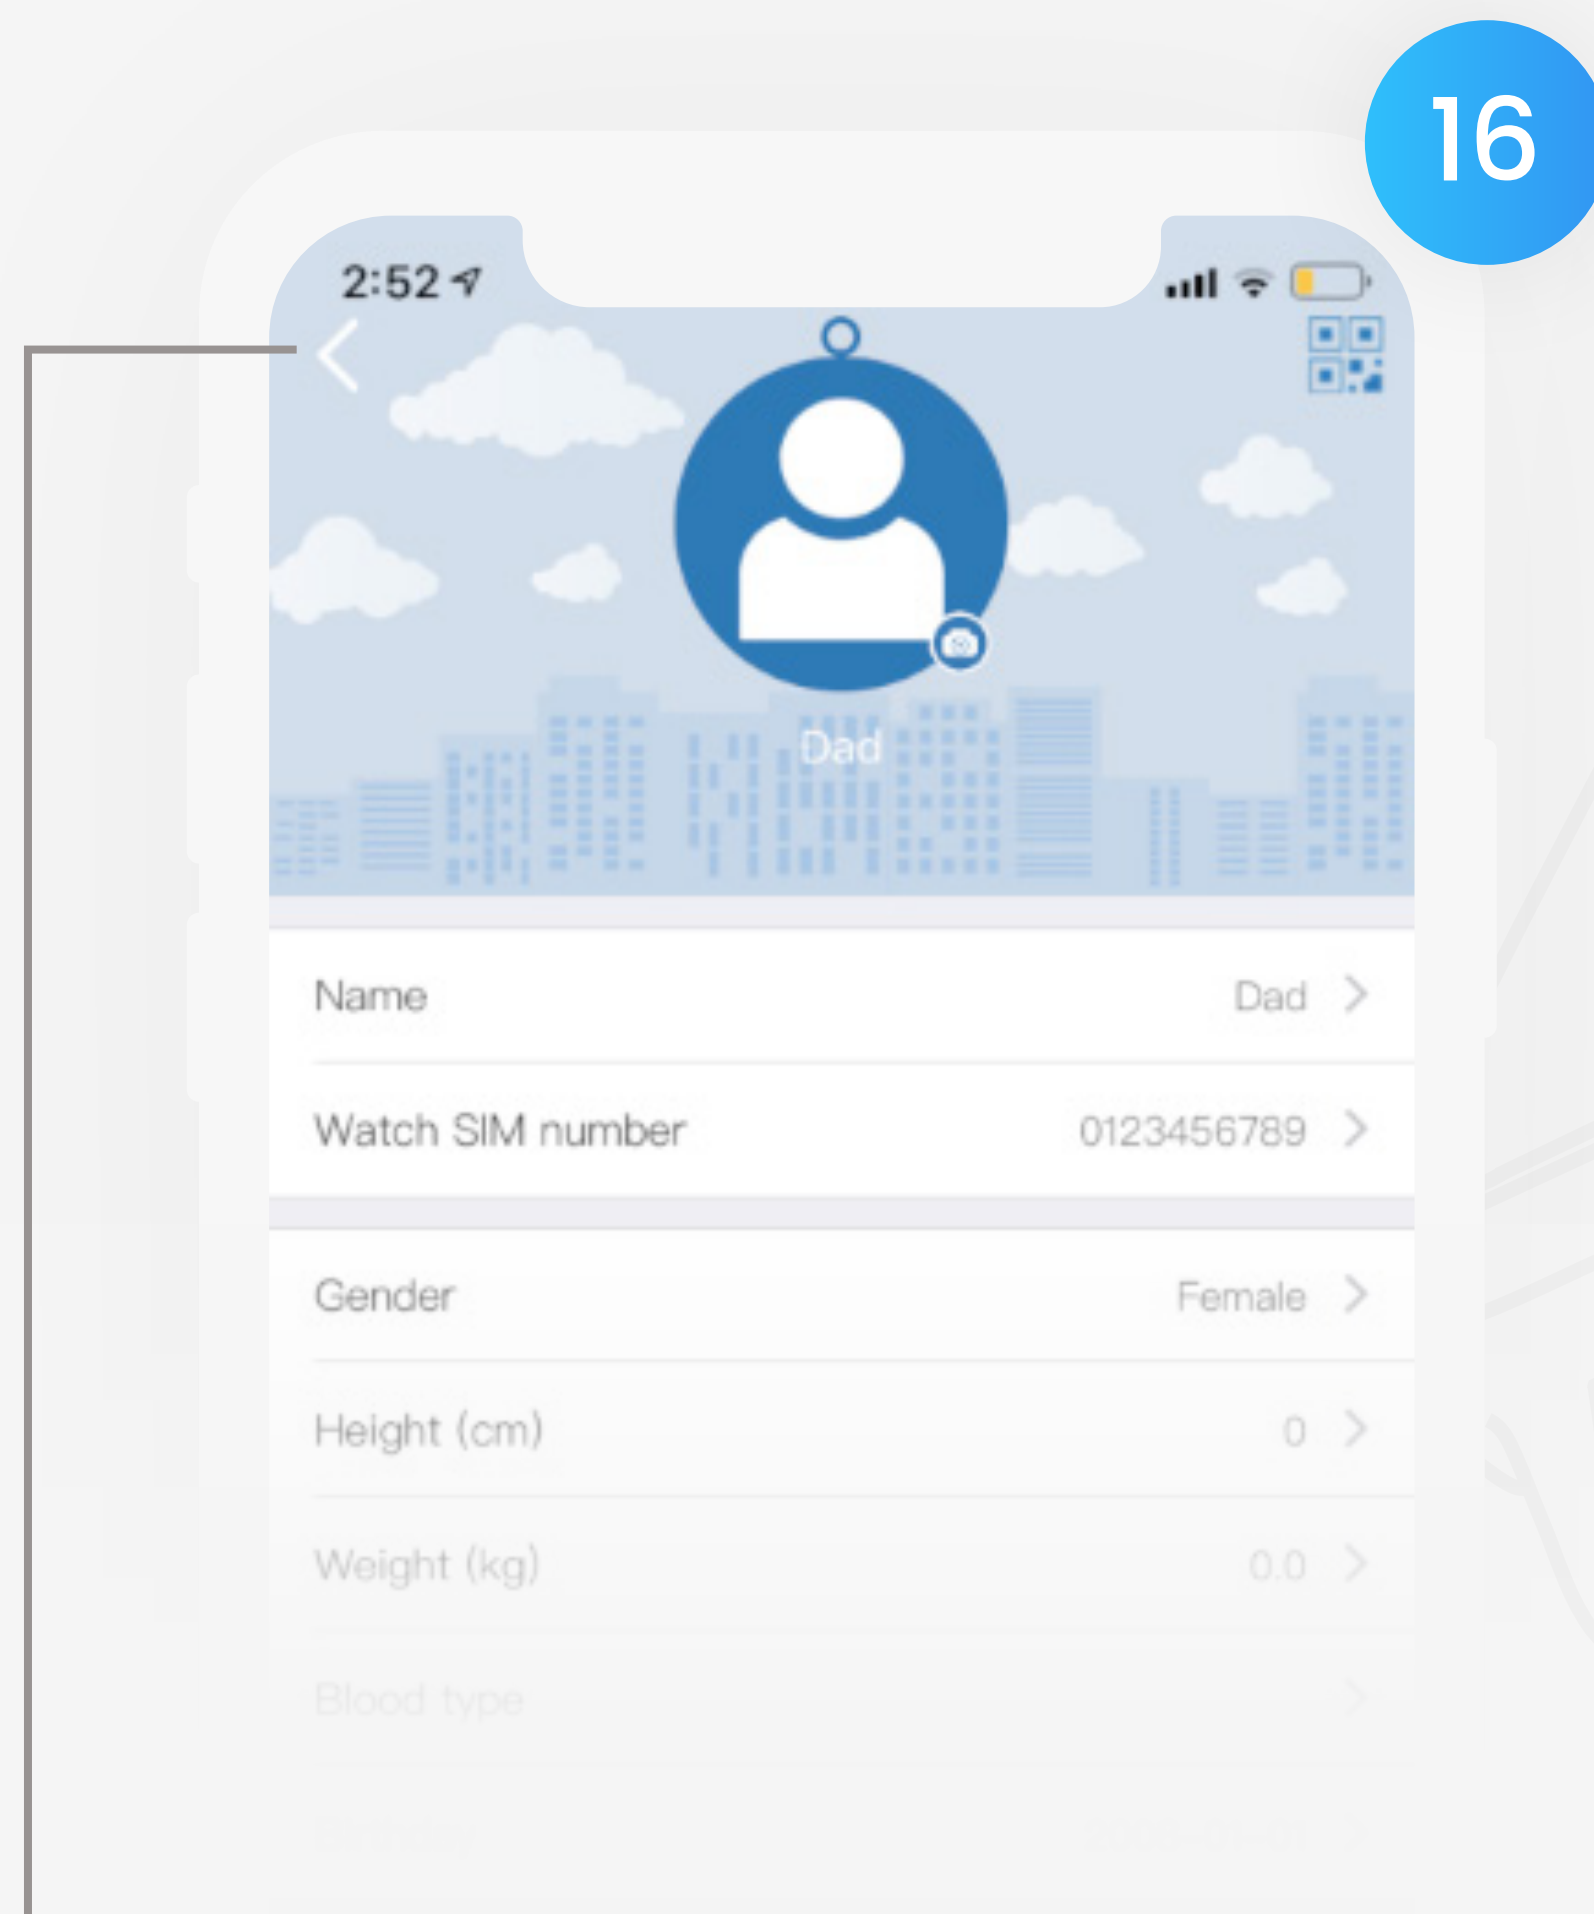 16
2:52
Dad
Name Dad
Watch SIM number 0123456789
Gender Female
Height (cm) 0
Weight (kg) 0.0
Blood type